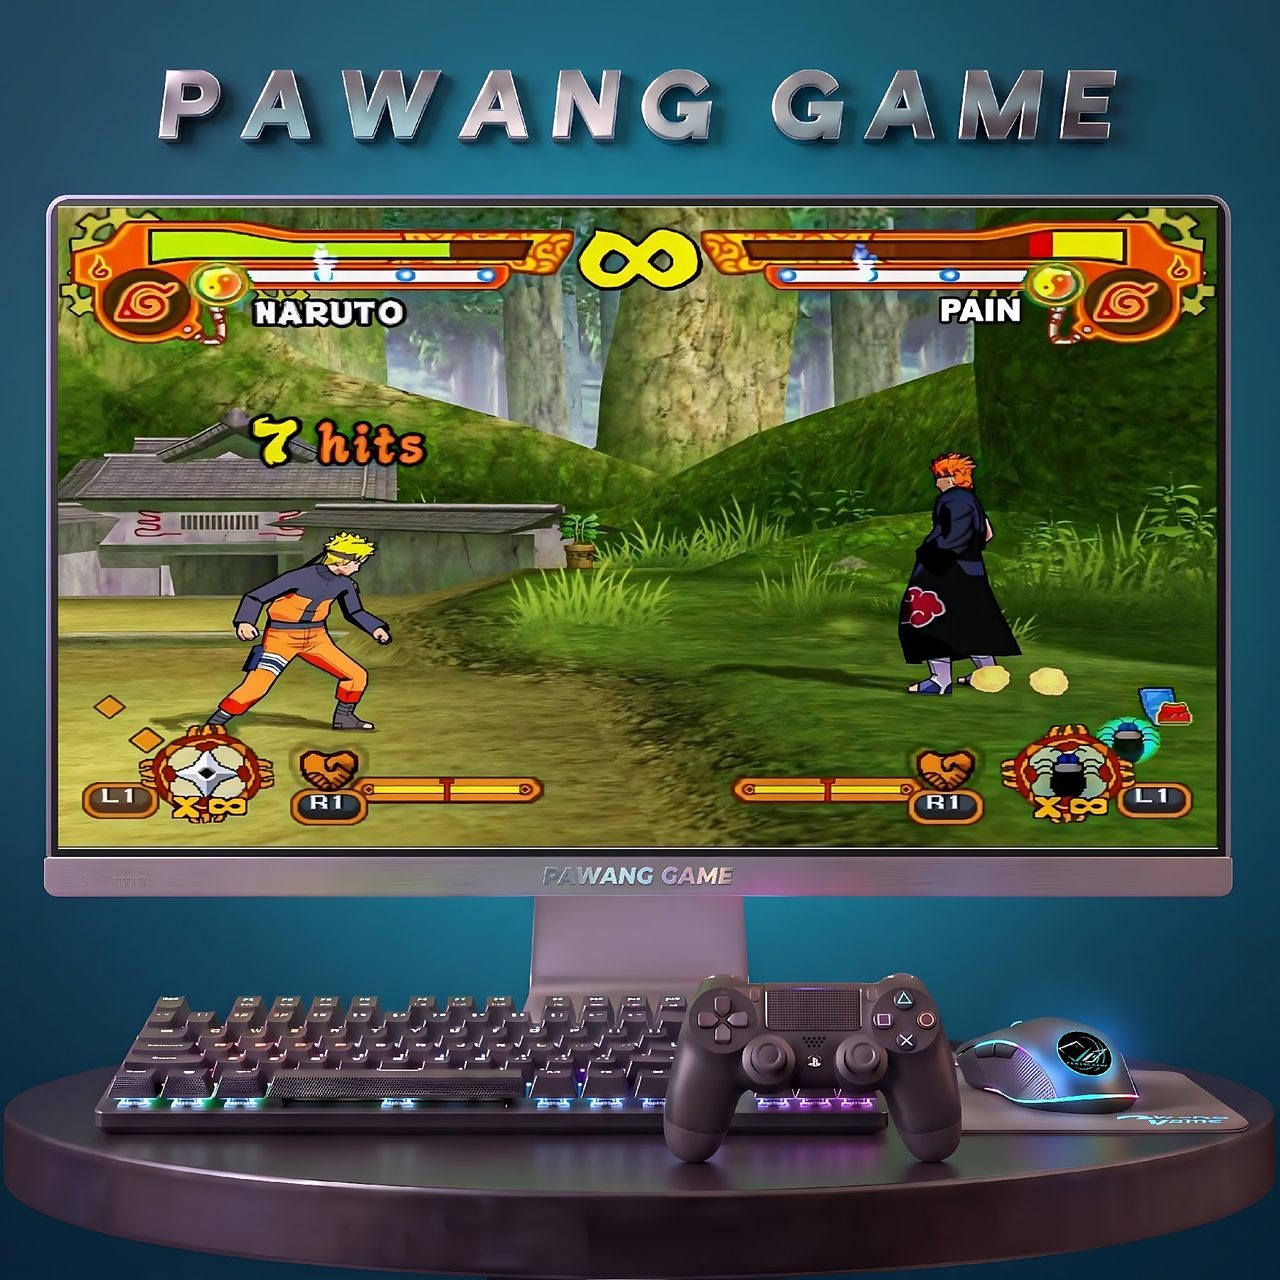 PAWANG GAME
NARUTO
PAIN
7 hits
L1
X-∞
R1
R1
X-∞
L1
PAWANG GAME